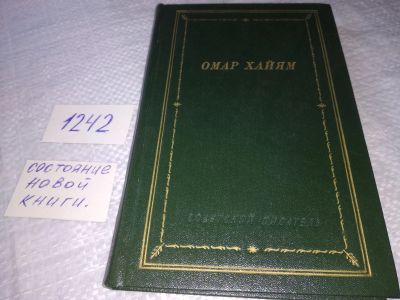 ОМАР ХАЙЯМ
1242
состояние
новой
книги.
СОВЕТСКИЙ ПИСАТЕЛЬ